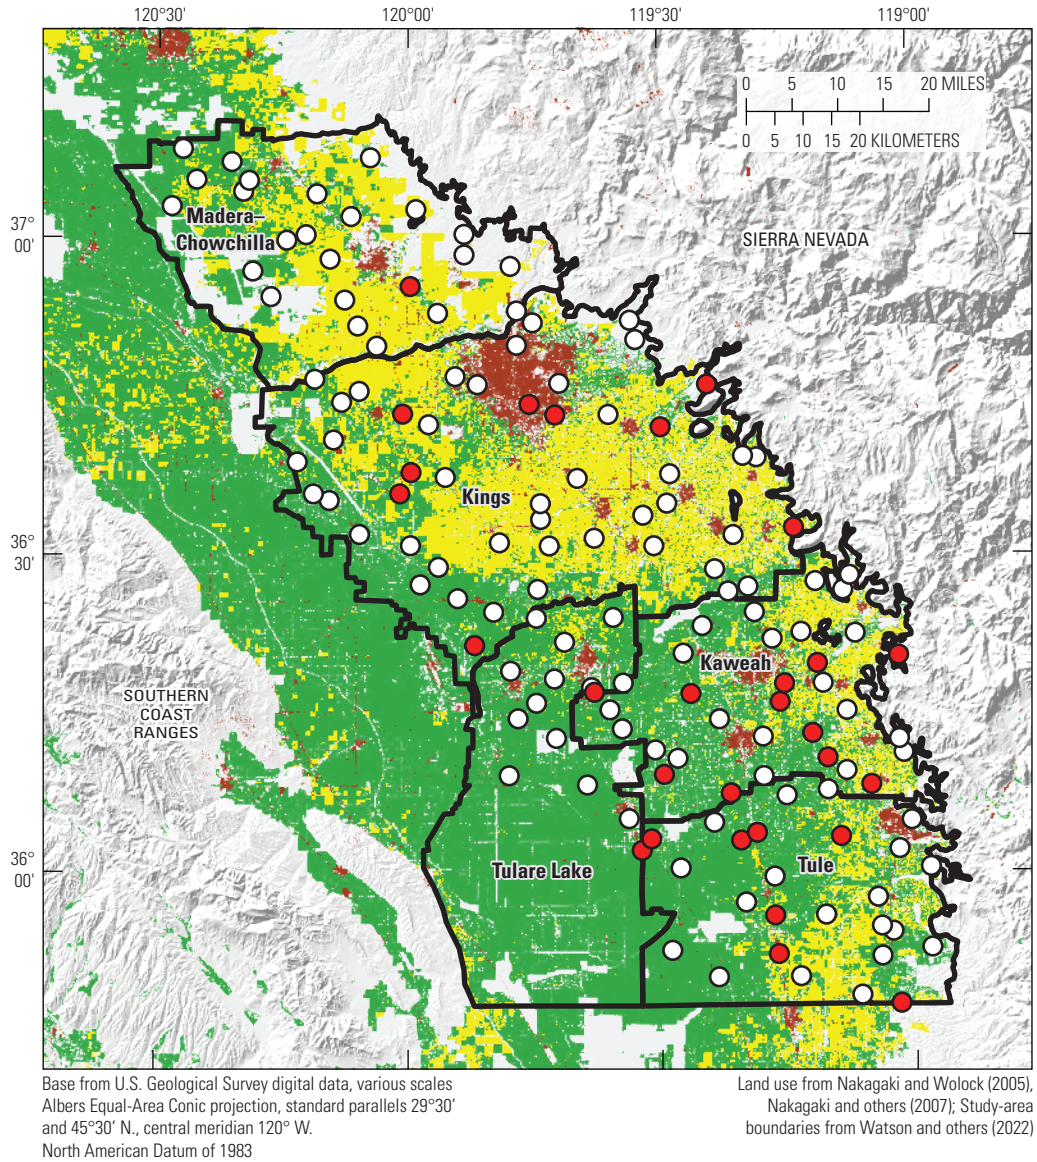 120°30′ 120°00′ 119°30′ 119°00′
0 5 10 15 20 MILES
0 5 10 15 20 KILOMETERS
37°
00′
Madera–
Chowchilla
SIERRA NEVADA
Kings
36°
30′
Kaweah
SOUTHERN
COAST
RANGES
36°
00′
Tulare Lake
Tule
Base from U.S. Geological Survey digital data, various scales
Albers Equal-Area Conic projection, standard parallels 29°30′
and 45°30′ N., central meridian 120° W.
North American Datum of 1983
Land use from Nakagaki and Wolock (2005),
Nakagaki and others (2007); Study-area
boundaries from Watson and others (2022)